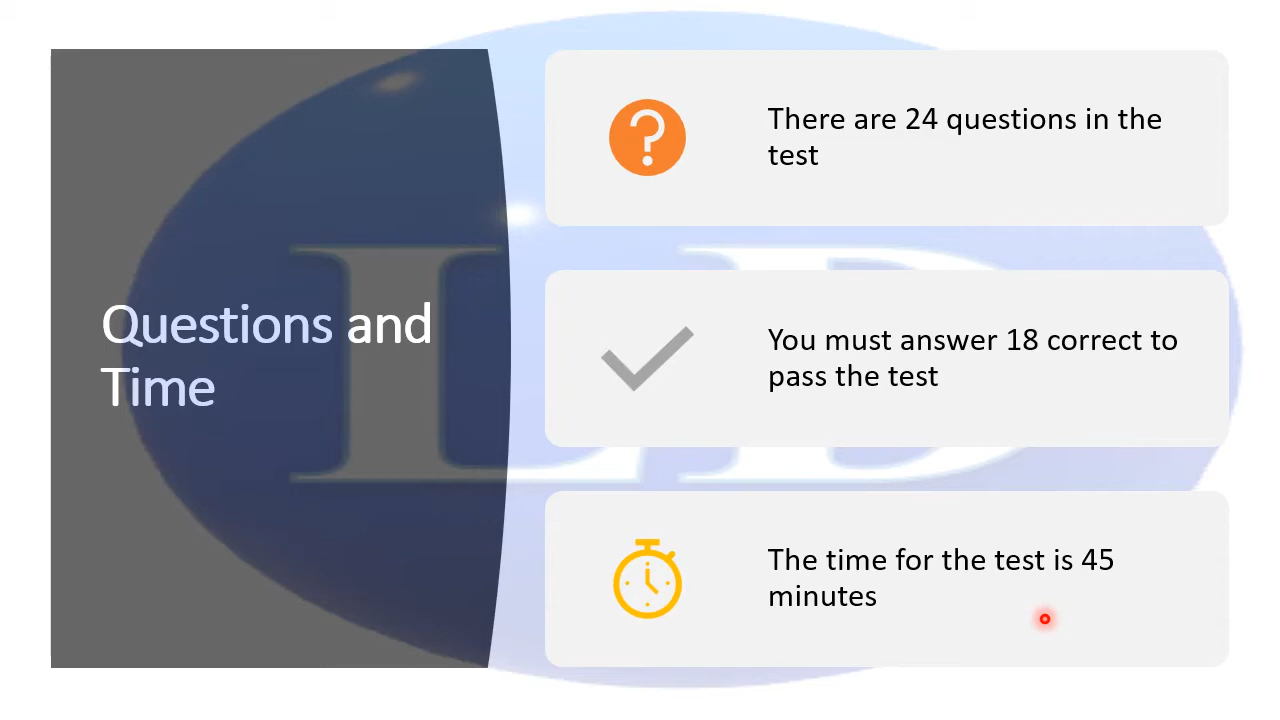 Questions and
Time
There are 24 questions in the
test
You must answer 18 correct to
pass the test
The time for the test is 45
minutes
LD